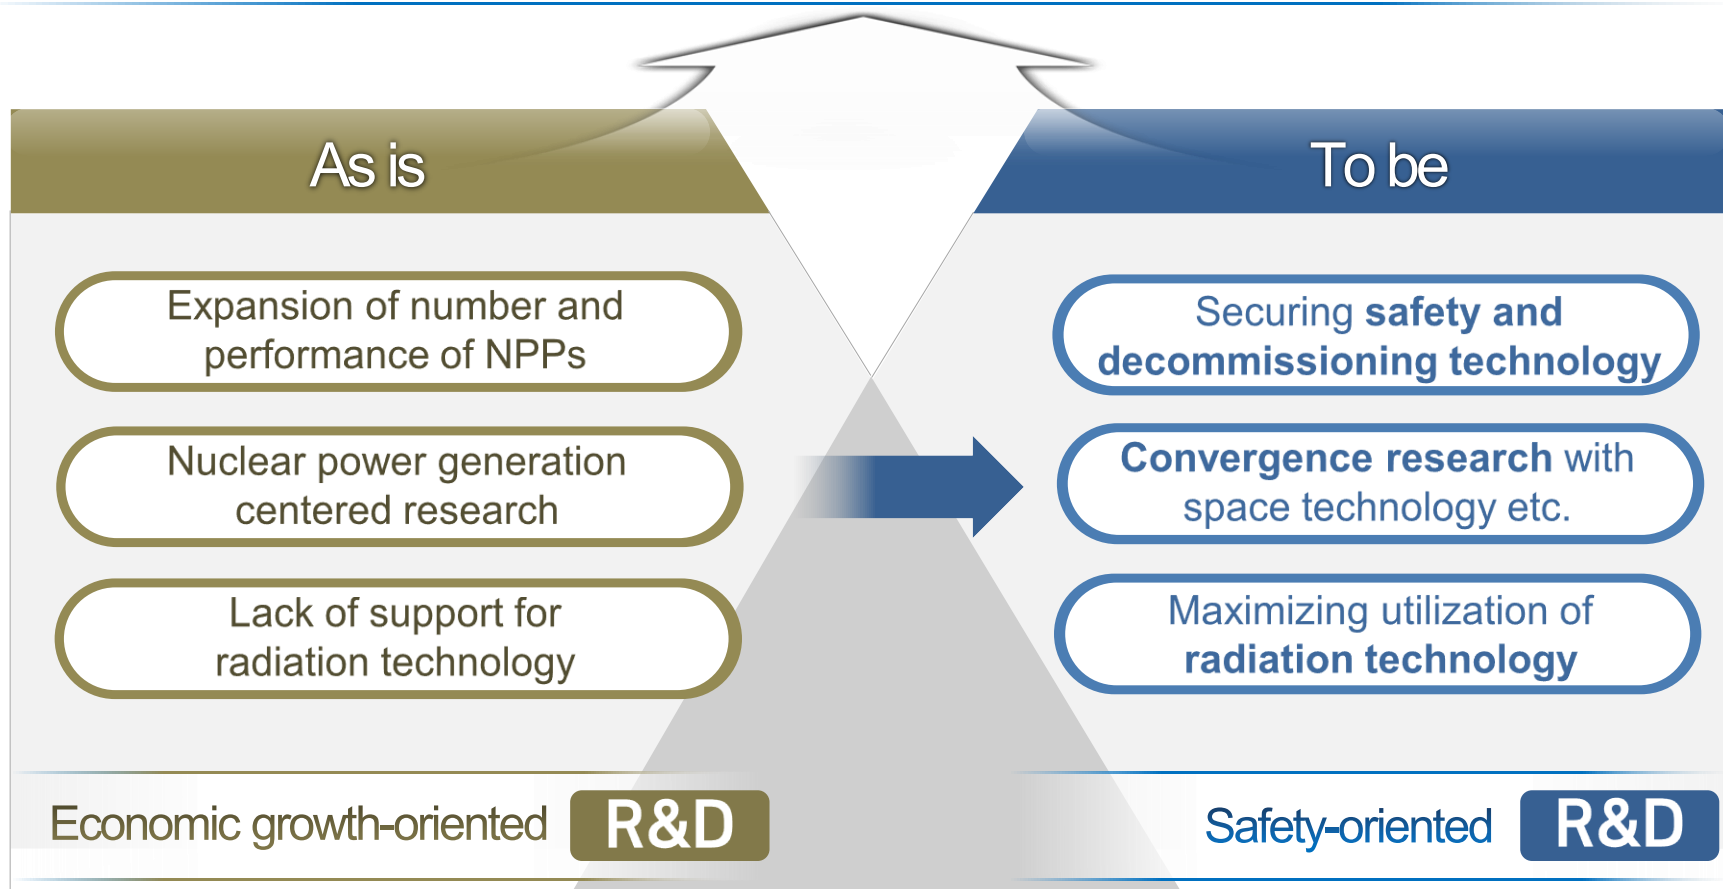 As is
Expansion of number and
performance of NPPs
Nuclear power generation
centered research
Lack of support for
radiation technology
Economic growth-oriented R&D
To be
Securing safety and
decommissioning technology
Convergence research with
space technology etc.
Maximizing utilization of
radiation technology
Safety-oriented R&D